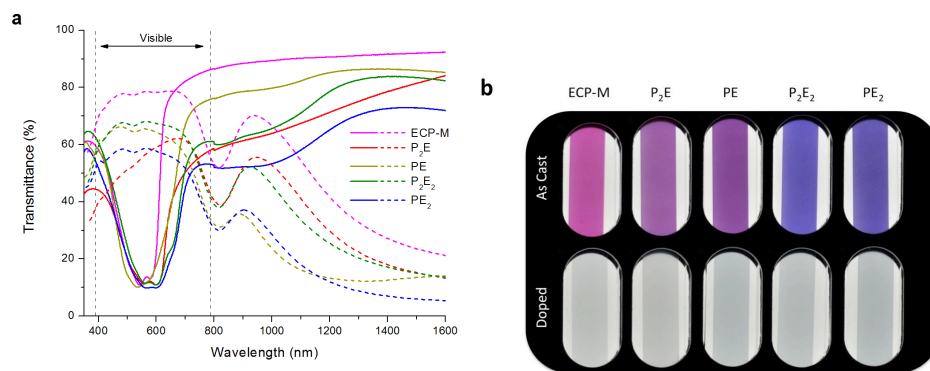 a
Visible
Transmittance (%)
100
80
60
40
20
0
400 600 800 1000 1200 1400 1600
Wavelength (nm)
ECP-M
P₂E
PE
P₂E₂
PE₂
b
ECP-M P₂E PE P₂E₂ PE₂
As Cast
Doped